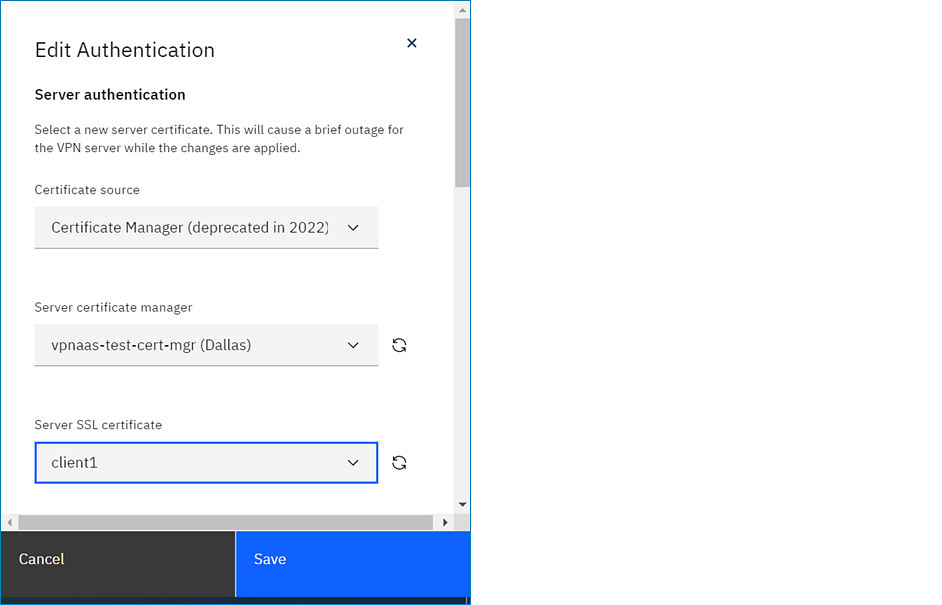 Edit Authentication
Server authentication
Select a new server certificate. This will cause a brief outage for
the VPN server while the changes are applied.
Certificate source
Certificate Manager (deprecated in 2022)
Server certificate manager
vpnaas-test-cert-mgr (Dallas)
Server SSL certificate
client1
Cancel
Save